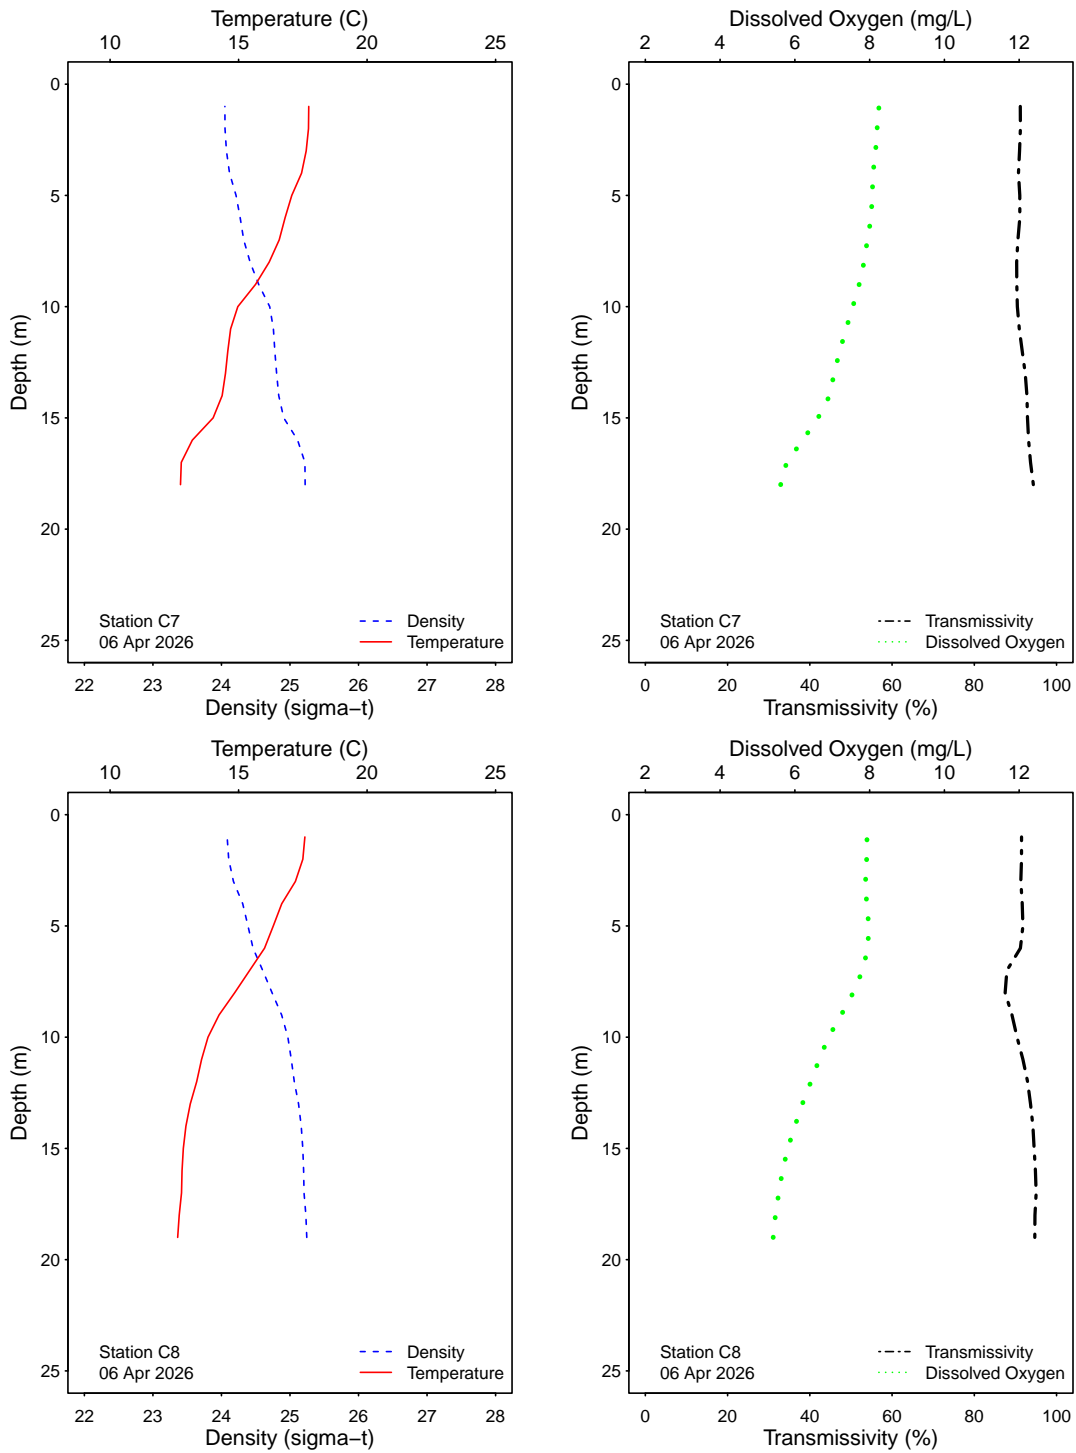 Temperature (C)
10 15 20 25
0
5
10
15
20
25
Depth (m)
Station C7
06 Apr 2026
Density
Temperature
22 23 24 25 26 27 28
Density (sigma−t)
Dissolved Oxygen (mg/L)
2 4 6 8 10 12
0
5
10
15
20
25
Depth (m)
Station C7
06 Apr 2026
Transmissivity
Dissolved Oxygen
0 20 40 60 80 100
Transmissivity (%)
Temperature (C)
10 15 20 25
0
5
10
15
20
25
Depth (m)
Station C8
06 Apr 2026
Density
Temperature
22 23 24 25 26 27 28
Density (sigma−t)
Dissolved Oxygen (mg/L)
2 4 6 8 10 12
0
5
10
15
20
25
Depth (m)
Station C8
06 Apr 2026
Transmissivity
Dissolved Oxygen
0 20 40 60 80 100
Transmissivity (%)